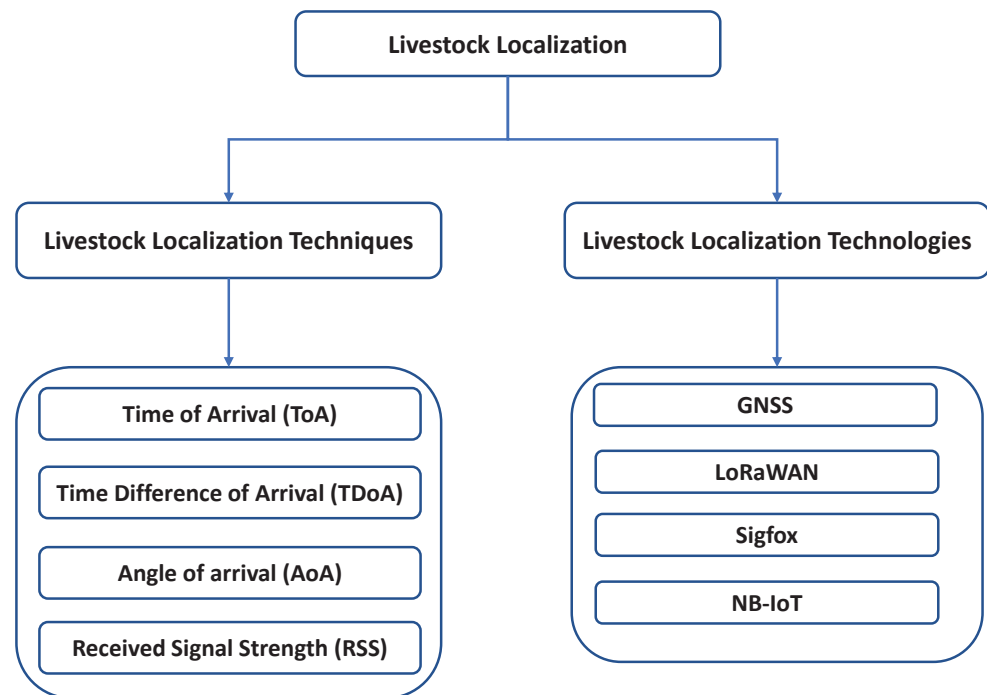 Livestock Localization
Livestock Localization Techniques
Livestock Localization Technologies
Time of Arrival (ToA)
Time Difference of Arrival (TDoA)
Angle of arrival (AoA)
Received Signal Strength (RSS)
GNSS
LoRaWAN
Sigfox
NB-IoT